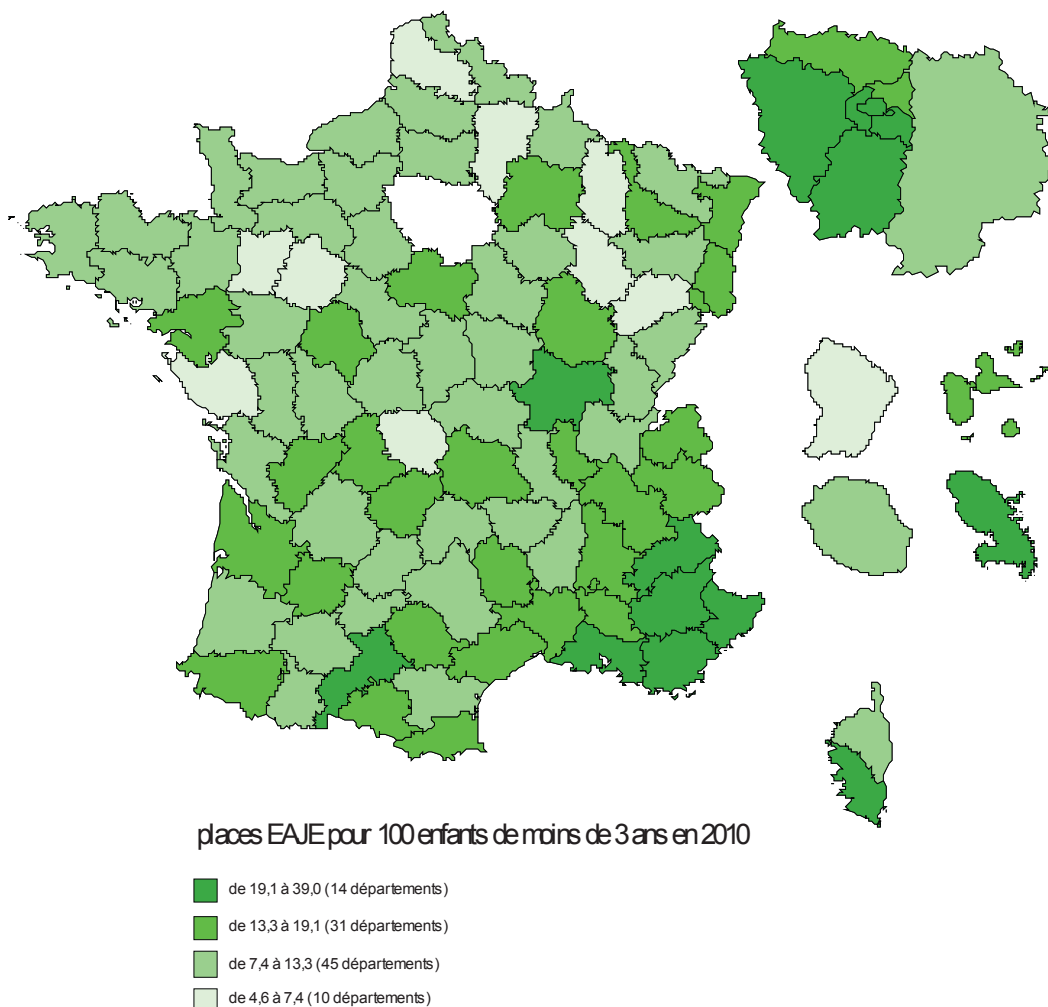 places EAJE pour 100 enfants de moins de 3 ans en 2010
de 19,1 à 39,0 (14 départements)
de 13,3 à 19,1 (31 départements)
de 7,4 à 13,3 (45 départements)
de 4,6 à 7,4 (10 départements)